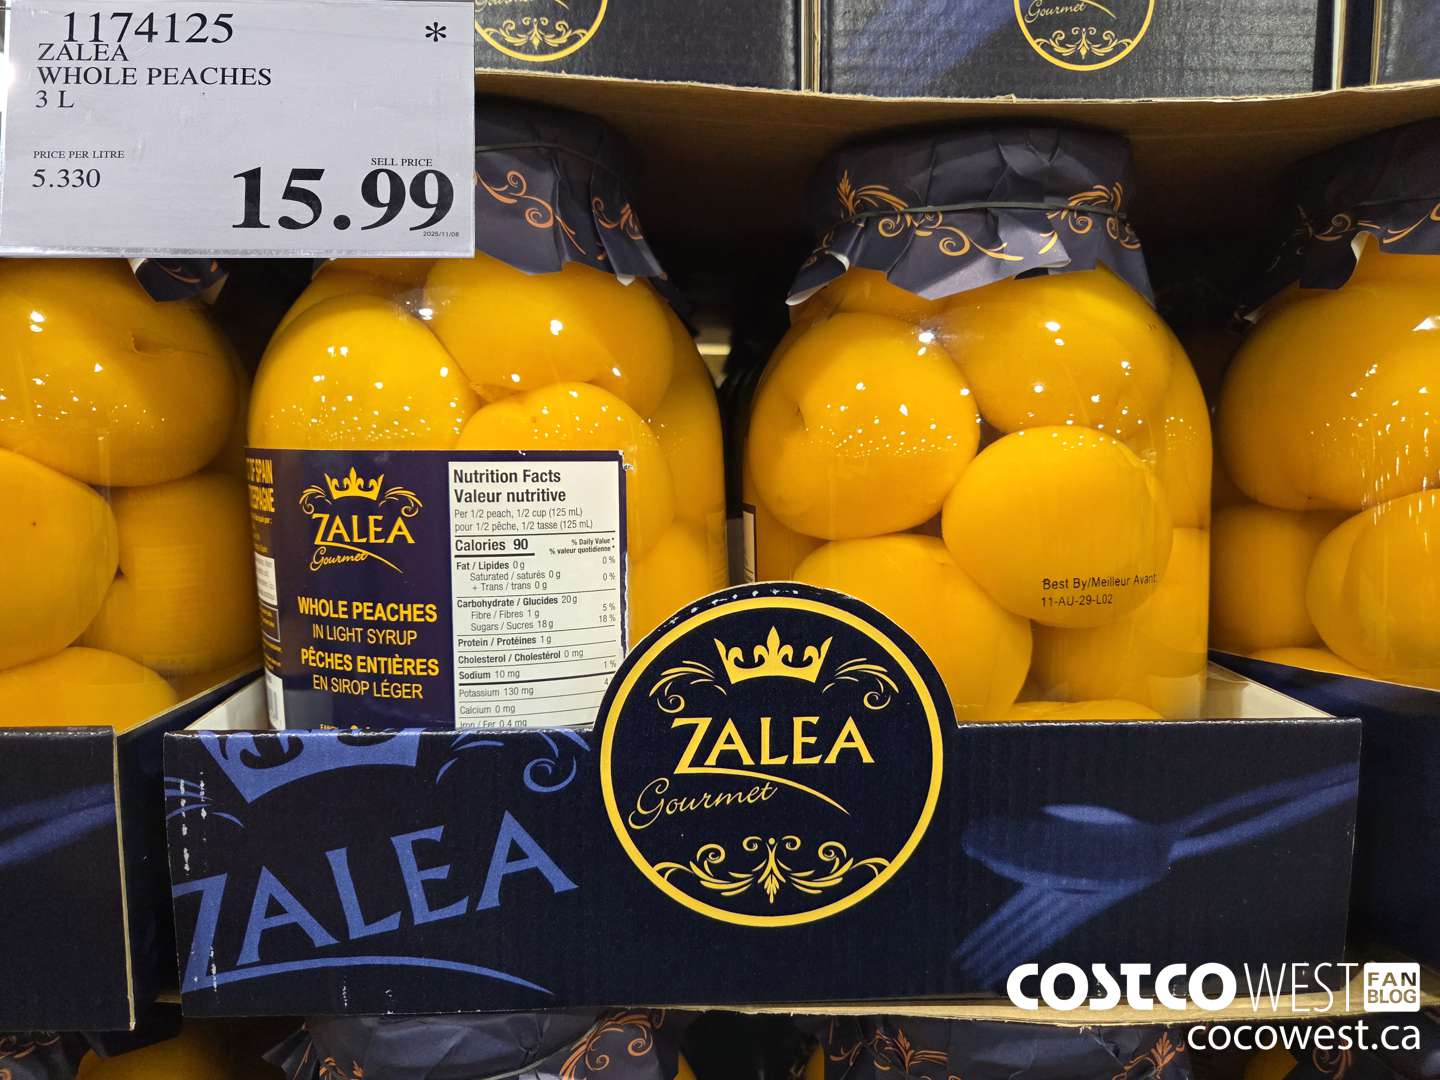 1174125
*
ZALEA
WHOLE PEACHES
3 L
PRICE PER LITRE
5.330
SELL PRICE
15.99
2025/11/08
Gourmet
OF SPAIN
ZALEA
Gourmet
WHOLE PEACHES
IN LIGHT SYRUP
PÊCHES ENTIÈRES
EN SIROP LÉGER
Nutrition Facts
Valeur nutritive
Per 1/2 peach, 1/2 cup (125 mL)
pour 1/2 pêche, 1/2 tasse (125 mL)
Calories 90
% Daily Value*
% valeur quotidienne*
Fat / Lipides 0 g 0 %
Saturated / saturés 0 g
+ Trans / trans 0 g 0 %
Carbohydrate / Glucides 20 g
Fibre / Fibres 1 g 5 %
Sugars / Sucres 18 g 18 %
Protein / Protéines 1 g
Cholesterol / Cholestérol 0 mg
Sodium 10 mg 1 %
Potassium 130 mg 4
Calcium 0 mg
Iron / Fer 0.4 mg
Best By/Meilleur Avant:
11-AU-29-L02
ZALEA
Gourmet
ZALEA
COSTCO WEST FAN BLOG
cocowest.ca